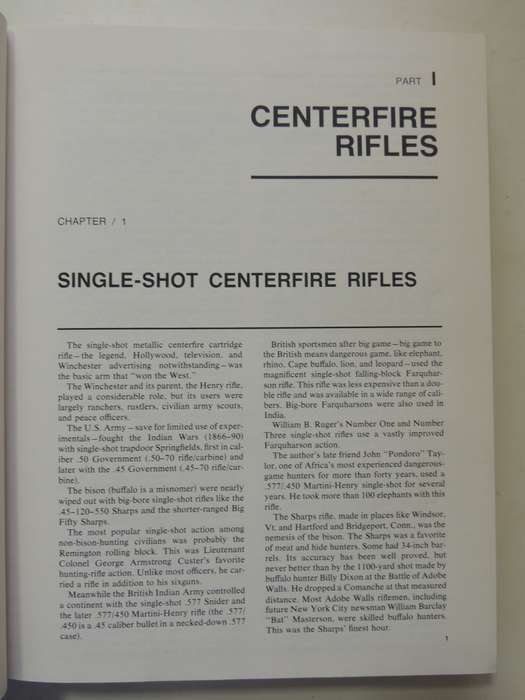 PART I
CENTERFIRE
RIFLES
CHAPTER / 1
SINGLE-SHOT CENTERFIRE RIFLES
The single-shot metallic centerfire cartridge
rifle—the legend, Hollywood, television, and
Winchester advertising notwithstanding—was
the basic arm that “won the West.”
The Winchester and its parent, the Henry rifle,
played a considerable role, but its users were
largely ranchers, rustlers, civilian army scouts,
and peace officers.
The U.S. Army—save for limited use of exper-
imentals—fought the Indian Wars (1866–90)
with single-shot trapdoor Springfields, first in cal-
iber .50 Government (.50–70 rifle/carbine) and
later with the .45 Government (.45–70 rifle/car-
bine).
The bison (buffalo is a misnomer) were nearly
wiped out with big-bore single-shot rifles like the
.45–120–550 Sharps and the shorter-ranged Big
Fifty Sharps.
The most popular single-shot action among
non-bison-hunting civilians was probably the
Remington rolling block. This was Lieutenant
Colonel George Armstrong Custer’s favorite
hunting-rifle action. Unlike most officers, he car-
ried a rifle in addition to his sixguns.
Meanwhile the British Indian Army controlled
a continent with the single-shot .577 Snider and
the later .577/450 Martini-Henry rifle (the .577/
.450 is a .45 caliber bullet in a necked-down .577
case).
British sportsmen after big game—big game to
the British means dangerous game, like elephant,
rhino, Cape buffalo, lion, and leopard—used the
magnificent single-shot falling-block Farquhar-
son rifle. This rifle was less expensive than a dou-
ble rifle and was available in a wide range of cali-
bers. Big-bore Farquharsons were also used in
India.
William B. Ruger’s Number One and Number
Three single-shot rifles use a vastly improved
Farquharson action.
The author’s late friend John “Pondoro” Tay-
lor, one of Africa’s most experienced dangerous-
game hunters for more than forty years, used a
.577/.450 Martini-Henry single-shot for several
years. He took more than 100 elephants with this
rifle.
The Sharps rifle, made in places like Windsor,
Vt. and Hartford and Bridgeport, Conn., was the
nemesis of the bison. The Sharps was a favorite
of meat and hide hunters. Some had 34-inch bar-
rels. Its accuracy has been well proved, but
never better than by the 1100-yard shot made by
buffalo hunter Billy Dixon at the Battle of Adobe
Walls. He dropped a Comanche at that measured
distance. Most Adobe Walls riflemen, including
future New York City newsman William Barclay
“Bat” Masterson, were skilled buffalo hunters.
This was the Sharps’ finest hour.
1